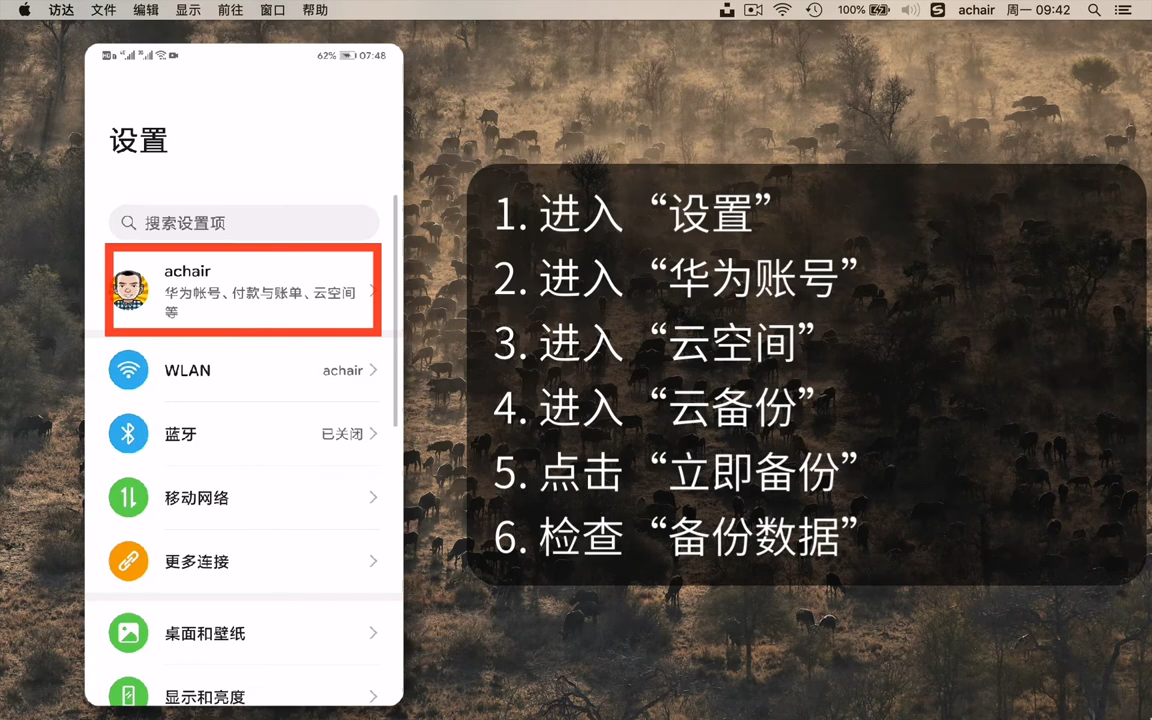 访达 文件 编辑 显示 前往 窗口 帮助
100% achair 周一 09:42
62% 07:48
设置
搜索设置项
achair
华为帐号、付款与账单、云空间
等
WLAN achair
蓝牙 已关闭
移动网络
更多连接
桌面和壁纸
显示和亮度
1. 进入 “设置”
2. 进入 “华为账号”
3. 进入 “云空间”
4. 进入 “云备份”
5. 点击 “立即备份”
6. 检查 “备份数据”